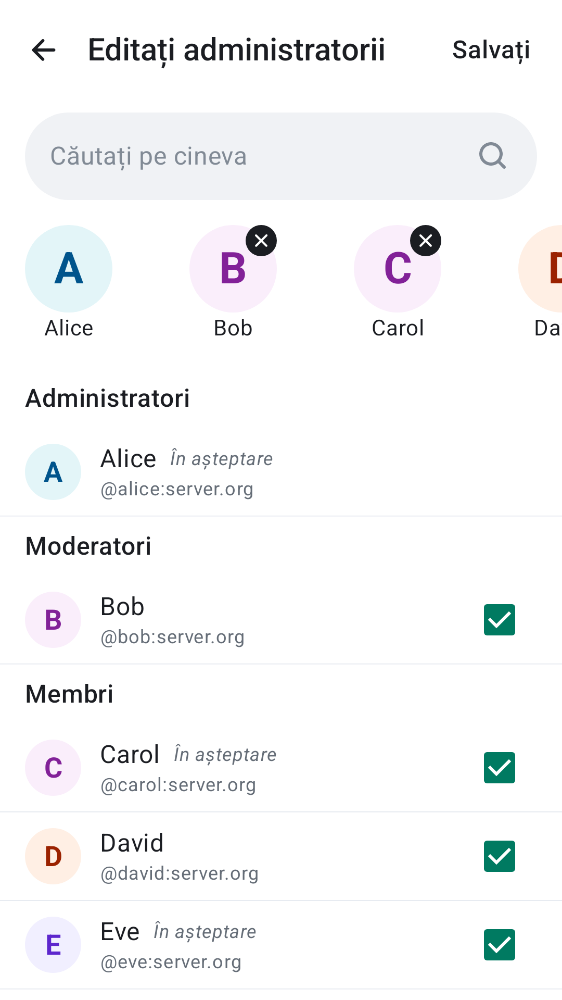 Editați administratorii
Salvați
Căutați pe cineva
A
B
C
D
Alice
Bob
Carol
Da
Administratori
A
Alice În așteptare
@alice:server.org
Moderatori
B
Bob
@bob:server.org
Membri
C
Carol În așteptare
@carol:server.org
D
David
@david:server.org
E
Eve În așteptare
@eve:server.org